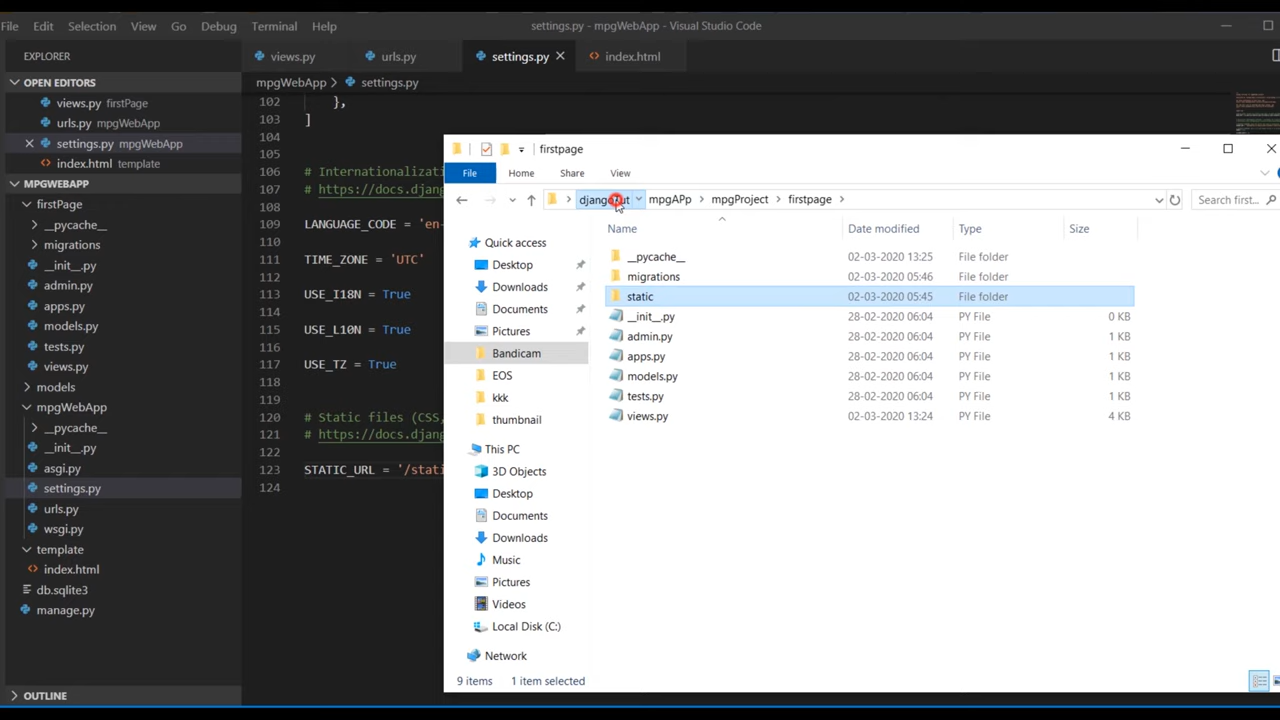 File Edit Selection View Go Debug Terminal Help settings.py - mpgWebApp - Visual Studio Code
EXPLORER
OPEN EDITORS
views.py firstPage
urls.py mpgWebApp
settings.py mpgWebApp
index.html template
MPGWEBAPP
firstPage
__pycache__
migrations
__init__.py
admin.py
apps.py
models.py
tests.py
views.py
models
mpgWebApp
__pycache__
__init__.py
asgi.py
settings.py
urls.py
wsgi.py
template
index.html
db.sqlite3
manage.py
OUTLINE
views.py urls.py settings.py index.html
mpgWebApp > settings.py
102 },
103 ]
104
105
106 # Internationalizati
107 # https://docs.djang
108
109 LANGUAGE_CODE = 'en-
110
111 TIME_ZONE = 'UTC'
112
113 USE_I18N = True
114
115 USE_L10N = True
116
117 USE_TZ = True
118
119
120 # Static files (CSS,
121 # https://docs.djang
122
123 STATIC_URL = '/stati
124
firstpage
File Home Share View
mpgAPp mpgProject firstpage
Search first...
Quick access
Desktop
Downloads
Documents
Pictures
Bandicam
EOS
kkk
thumbnail
This PC
3D Objects
Desktop
Documents
Downloads
Music
Pictures
Videos
Local Disk (C:)
Network
Name Date modified Type Size
__pycache__ 02-03-2020 13:25 File folder
migrations 02-03-2020 05:46 File folder
static 02-03-2020 05:45 File folder
__init__.py 28-02-2020 06:04 PY File 0 KB
admin.py 28-02-2020 06:04 PY File 1 KB
apps.py 28-02-2020 06:04 PY File 1 KB
models.py 28-02-2020 06:04 PY File 1 KB
tests.py 28-02-2020 06:04 PY File 1 KB
views.py 02-03-2020 13:24 PY File 4 KB
9 items 1 item selected